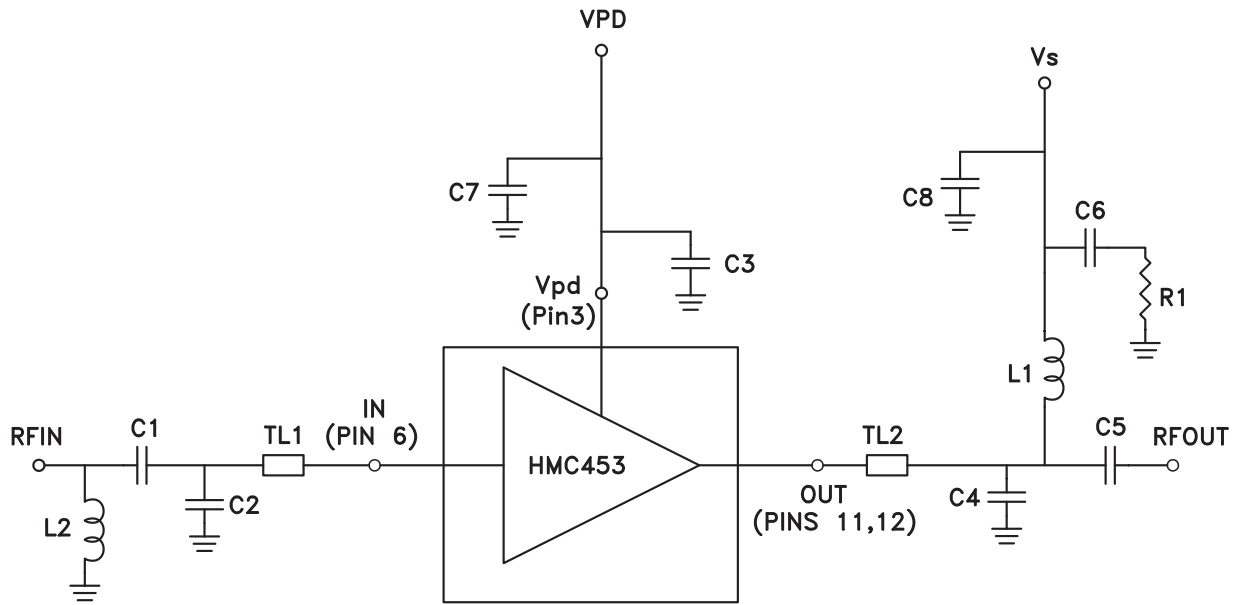 VPD
Vs
C7
C8
C6
C3
Vpd
(Pin3)
R1
L1
RFIN
C1
TL1
IN
(PIN 6)
HMC453
TL2
C5
RFOUT
C2
L2
OUT
(PINS 11,12)
C4